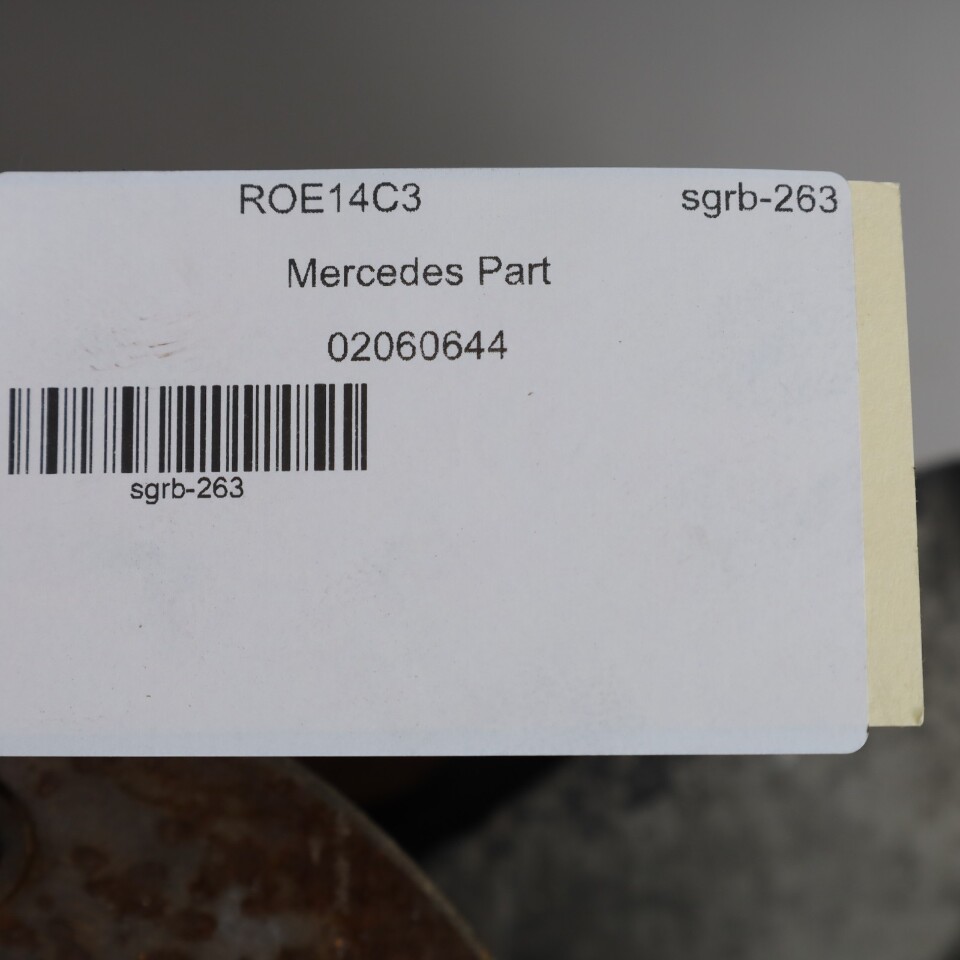 ROE14C3 sgrb-263
Mercedes Part
02060644
sgrb-263